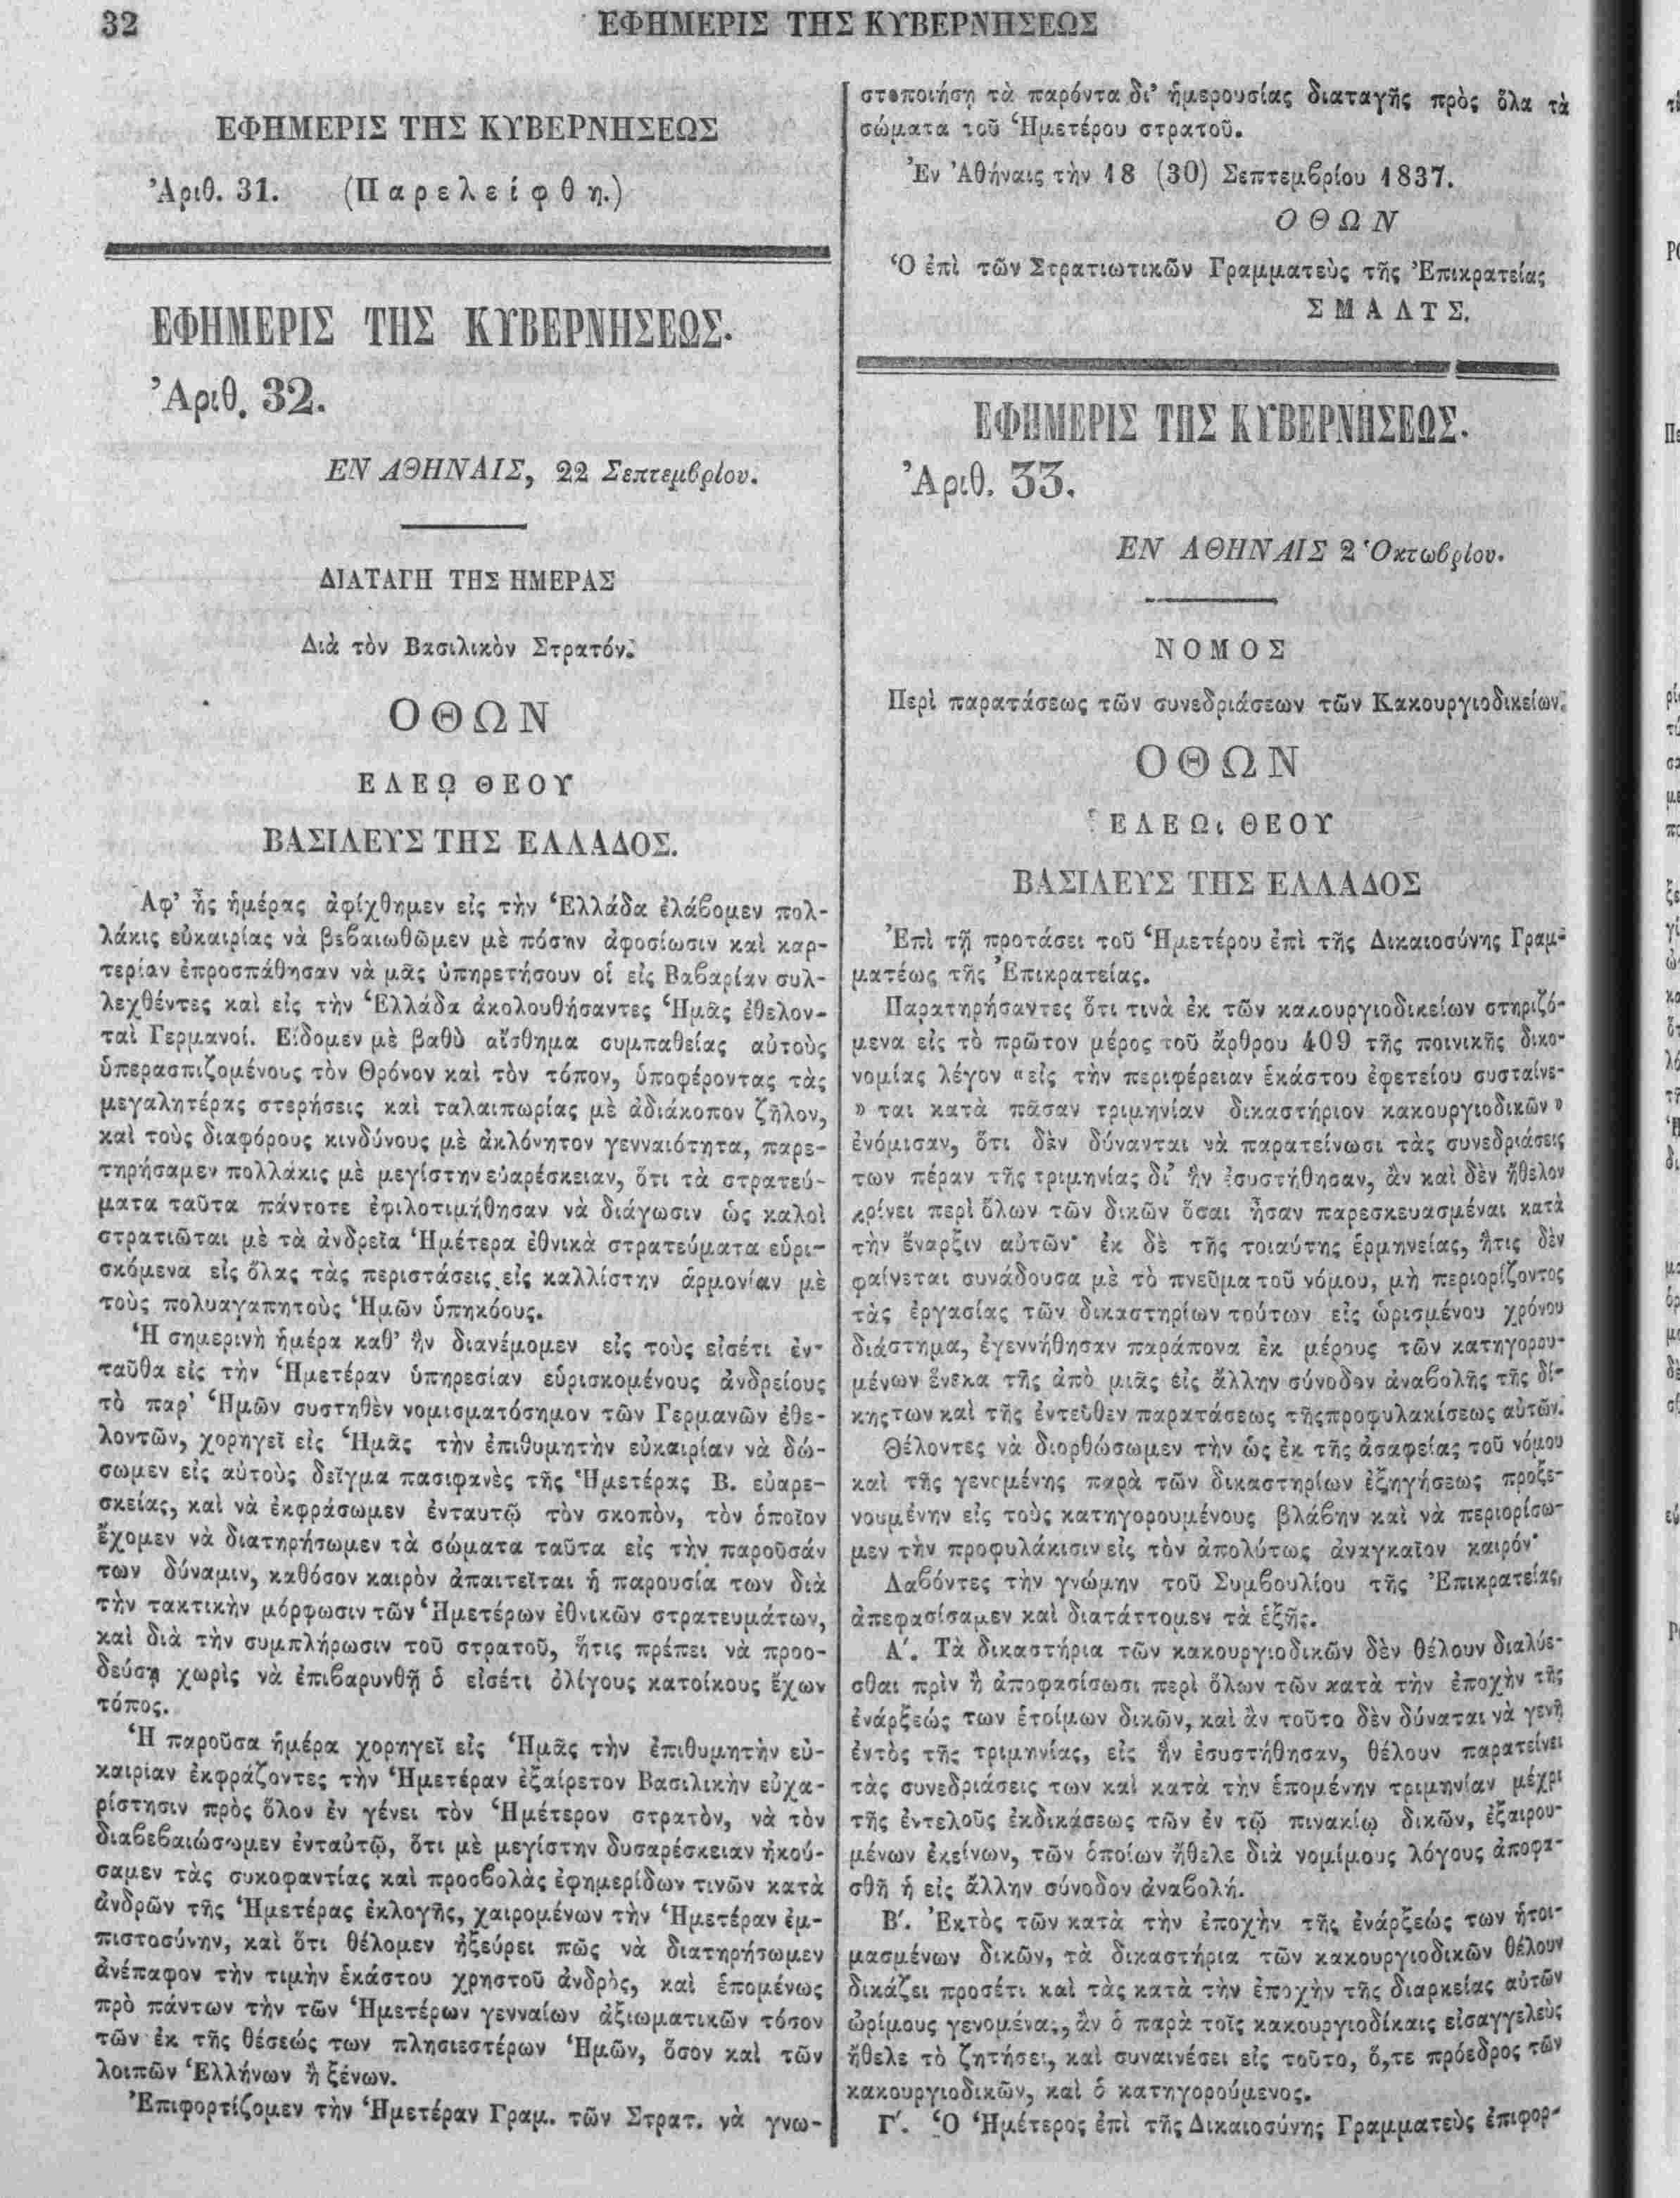 32
ΕΦΗΜΕΡΙΣ ΤΗΣ ΚΥΒΕΡΝΗΣΕΩΣ
ΕΦΗΜΕΡΙΣ ΤΗΣ ΚΥΒΕΡΝΗΣΕΩΣ
Ἀριθ. 31. (Παρελείφθη.)
ΕΦΗΜΕΡΙΣ ΤΗΣ ΚΥΒΕΡΝΗΣΕΩΣ.
Ἀριθ. 32.
ΕΝ ΑΘΗΝΑΙΣ, 22 Σεπτεμβρίου.
ΔΙΑΤΑΓΗ ΤΗΣ ΗΜΕΡΑΣ
Διὰ τὸν Βασιλικὸν Στρατόν.
ΟΘΩΝ
ΕΛΕῼ ΘΕΟΥ
ΒΑΣΙΛΕΥΣ ΤΗΣ ΕΛΛΑΔΟΣ.
Ἀφ’ ἧς ἡμέρας ἀφίχθημεν εἰς τὴν Ἑλλάδα ἐλάβομεν πολ-
λάκις εὐκαιρίας νὰ βεβαιωθῶμεν μὲ πόσην ἀφοσίωσιν καὶ καρ-
τερίαν ἐπροσπάθησαν νὰ μᾶς ὑπηρετήσουν οἱ εἰς Βαβαρίαν συλ-
λεχθέντες καὶ εἰς τὴν Ἑλλάδα ἀκολουθήσαντες Ἡμᾶς ἐθελον-
ταὶ Γερμανοί. Εἴδομεν μὲ βαθὺ αἴσθημα συμπαθείας αὐτοὺς
ὑπερασπιζομένους τὸν Θρόνον καὶ τὸν τόπον, ὑποφέροντας τὰς
μεγαλητέρας στερήσεις καὶ ταλαιπωρίας μὲ ἀδιάκοπον ζῆλον,
καὶ τοὺς διαφόρους κινδύνους μὲ ἀκλόνητον γενναιότητα, παρε-
τηρήσαμεν πολλάκις μὲ μεγίστην εὐαρέσκειαν, ὅτι τὰ στρατεύ-
ματα ταῦτα πάντοτε ἐφιλοτιμήθησαν νὰ διάγωσιν ὡς καλοὶ
στρατιῶται μὲ τὰ ἀνδρεῖα Ἡμέτερα ἐθνικὰ στρατεύματα εὑρι-
σκόμενα εἰς ὅλας τὰς περιστάσεις εἰς καλλίστην ἁρμονίαν μὲ
τοὺς πολυαγαπητοὺς Ἡμῶν ὑπηκόους.
Ἡ σημερινὴ ἡμέρα καθ’ ἣν διανέμομεν εἰς τοὺς εἰσέτι ἐν-
ταῦθα εἰς τὴν Ἡμετέραν ὑπηρεσίαν εὑρισκομένους ἀνδρείους
τὸ παρ’ Ἡμῶν συστηθὲν νομισματόσημον τῶν Γερμανῶν ἐθε-
λοντῶν, χορηγεῖ εἰς Ἡμᾶς τὴν ἐπιθυμητὴν εὐκαιρίαν νὰ δώ-
σωμεν εἰς αὐτοὺς δεῖγμα πασιφανὲς τῆς Ἡμετέρας Β. εὐαρε-
σκείας, καὶ νὰ ἐκφράσωμεν ἐνταυτῷ τὸν σκοπὸν, τὸν ὁποῖον
ἔχομεν νὰ διατηρήσωμεν τὰ σώματα ταῦτα εἰς τὴν παροῦσάν
των δύναμιν, καθόσον καιρὸν ἀπαιτεῖται ἡ παρουσία των διὰ
τὴν τακτικὴν μόρφωσιν τῶν Ἡμετέρων ἐθνικῶν στρατευμάτων,
καὶ διὰ τὴν συμπλήρωσιν τοῦ στρατοῦ, ἥτις πρέπει νὰ προο-
δεύσῃ χωρὶς νὰ ἐπιβαρυνθῇ ὁ εἰσέτι ὀλίγους κατοίκους ἔχων
τόπος.
Ἡ παροῦσα ἡμέρα χορηγεῖ εἰς Ἡμᾶς τὴν ἐπιθυμητὴν εὐ-
καιρίαν ἐκφράζοντες τὴν Ἡμετέραν ἐξαίρετον Βασιλικὴν εὐχα-
ρίστησιν πρὸς ὅλον ἐν γένει τὸν Ἡμέτερον στρατὸν, νὰ τὸν
διαβεβαιώσωμεν ἐνταὐτῷ, ὅτι μὲ μεγίστην δυσαρέσκειαν ἠκού-
σαμεν τὰς συκοφαντίας καὶ προσβολὰς ἐφημερίδων τινῶν κατὰ
ἀνδρῶν τῆς Ἡμετέρας ἐκλογῆς, χαιρομένων τὴν Ἡμετέραν ἐμ-
πιστοσύνην, καὶ ὅτι θέλομεν ἠξεύρει πῶς νὰ διατηρήσωμεν
ἀνέπαφον τὴν τιμὴν ἑκάστου χρηστοῦ ἀνδρὸς, καὶ ἑπομένως
πρὸ πάντων τὴν τῶν Ἡμετέρων γενναίων ἀξιωματικῶν τόσον
τῶν ἐκ τῆς θέσεώς των πλησιεστέρων Ἡμῶν, ὅσον καὶ τῶν
λοιπῶν Ἑλλήνων ἢ ξένων.
Ἐπιφορτίζομεν τὴν Ἡμετέραν Γραμ. τῶν Στρατ. νὰ γνω-
στοποιήσῃ τὰ παρόντα δι’ ἡμερουσίας διαταγῆς πρὸς ὅλα τὰ
σώματα τοῦ Ἡμετέρου στρατοῦ.
Ἐν Ἀθήναις τὴν 18 (30) Σεπτεμβρίου 1837.
ΟΘΩΝ
Ὁ ἐπὶ τῶν Στρατιωτικῶν Γραμματεὺς τῆς Ἐπικρατείας
ΣΜΑΛΤΣ.
ΕΦΗΜΕΡΙΣ ΤΗΣ ΚΥΒΕΡΝΗΣΕΩΣ.
Ἀριθ. 33.
ΕΝ ΑΘΗΝΑΙΣ 2 Ὀκτωβρίου.
ΝΟΜΟΣ
Περὶ παρατάσεως τῶν συνεδριάσεων τῶν Κακουργιοδικείων.
ΟΘΩΝ
ΕΛΕΩι ΘΕΟΥ
ΒΑΣΙΛΕΥΣ ΤΗΣ ΕΛΛΑΔΟΣ
Ἐπὶ τῇ προτάσει τοῦ Ἡμετέρου ἐπὶ τῆς Δικαιοσύνης Γραμ-
ματέως τῆς Ἐπικρατείας.
Παρατηρήσαντες ὅτι τινὰ ἐκ τῶν κακουργιοδικείων στηριζό-
μενα εἰς τὸ πρῶτον μέρος τοῦ ἄρθρου 409 τῆς ποινικῆς δικο-
νομίας λέγον «εἰς τὴν περιφέρειαν ἑκάστου ἐφετείου συσταίνε-
» ται κατὰ πᾶσαν τριμηνίαν δικαστήριον κακουργιοδικῶν»
ἐνόμισαν, ὅτι δὲν δύνανται νὰ παρατείνωσι τὰς συνεδριάσεις
των πέραν τῆς τριμηνίας δι’ ἣν ἐσυστήθησαν, ἂν καὶ δὲν ἤθελον
κρίνει περὶ ὅλων τῶν δικῶν ὅσαι ἦσαν παρεσκευασμέναι κατὰ
τὴν ἔναρξιν αὐτῶν· ἐκ δὲ τῆς τοιαύτης ἑρμηνείας, ἥτις δὲν
φαίνεται συνάδουσα μὲ τὸ πνεῦμα τοῦ νόμου, μὴ περιορίζοντος
τὰς ἐργασίας τῶν δικαστηρίων τούτων εἰς ὡρισμένου χρόνου
διάστημα, ἐγεννήθησαν παράπονα ἐκ μέρους τῶν κατηγορου-
μένων ἕνεκα τῆς ἀπὸ μιᾶς εἰς ἄλλην σύνοδον ἀναβολῆς τῆς δί-
κης των καὶ τῆς ἐντεῦθεν παρατάσεως τῆς προφυλακίσεως αὐτῶν.
Θέλοντες νὰ διορθώσωμεν τὴν ὡς ἐκ τῆς ἀσαφείας τοῦ νόμου
καὶ τῆς γενομένης παρὰ τῶν δικαστηρίων ἐξηγήσεως προξε-
νουμένην εἰς τοὺς κατηγορουμένους βλάβην καὶ νὰ περιορίσω-
μεν τὴν προφυλάκισιν εἰς τὸν ἀπολύτως ἀναγκαῖον καιρόν·
Λαβόντες τὴν γνώμην τοῦ Συμβουλίου τῆς Ἐπικρατείας,
ἀπεφασίσαμεν καὶ διατάττομεν τὰ ἑξῆς.
Α΄. Τὰ δικαστήρια τῶν κακουργιοδικῶν δὲν θέλουν διαλύε-
σθαι πρὶν ἢ ἀποφασίσωσι περὶ ὅλων τῶν κατὰ τὴν ἐποχὴν τῆς
ἐνάρξεώς των ἑτοίμων δικῶν, καὶ ἂν τοῦτο δὲν δύναται νὰ γενῇ
ἐντὸς τῆς τριμηνίας, εἰς ἣν ἐσυστήθησαν, θέλουν παρατείνει
τὰς συνεδριάσεις των καὶ κατὰ τὴν ἑπομένην τριμηνίαν μέχρι
τῆς ἐντελοῦς ἐκδικάσεως τῶν ἐν τῷ πινακίῳ δικῶν, ἐξαιρου-
μένων ἐκείνων, τῶν ὁποίων ἤθελε διὰ νομίμους λόγους ἀποφα-
σθῆ ἡ εἰς ἄλλην σύνοδον ἀναβολή.
Β΄. Ἐκτὸς τῶν κατὰ τὴν ἐποχὴν τῆς ἐνάρξεώς των ἡτοι-
μασμένων δικῶν, τὰ δικαστήρια τῶν κακουργιοδικῶν θέλουν
δικάζει προσέτι καὶ τὰς κατὰ τὴν ἐποχὴν τῆς διαρκείας αὐτῶν
ὡρίμους γενομένας, ἂν ὁ παρὰ τοῖς κακουργιοδίκαις εἰσαγγελεὺς
ἤθελε τὸ ζητήσει, καὶ συναινέσει εἰς τοῦτο, ὅ,τε πρόεδρος τῶν
κακουργιοδικῶν, καὶ ὁ κατηγορούμενος.
Γ΄. Ὁ Ἡμέτερος ἐπὶ τῆς Δικαιοσύνης Γραμματεὺς ἐπιφορ-